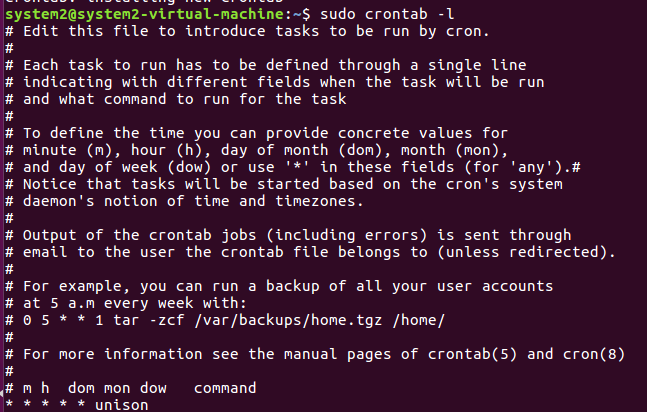 crontab: installing new crontab
system2@system2-virtual-machine:~$ sudo crontab -l
# Edit this file to introduce tasks to be run by cron.
#
# Each task to run has to be defined through a single line
# indicating with different fields when the task will be run
# and what command to run for the task
#
# To define the time you can provide concrete values for
# minute (m), hour (h), day of month (dom), month (mon),
# and day of week (dow) or use '*' in these fields (for 'any').#
# Notice that tasks will be started based on the cron's system
# daemon's notion of time and timezones.
#
# Output of the crontab jobs (including errors) is sent through
# email to the user the crontab file belongs to (unless redirected).
#
# For example, you can run a backup of all your user accounts
# at 5 a.m every week with:
# 0 5 * * 1 tar -zcf /var/backups/home.tgz /home/
#
# For more information see the manual pages of crontab(5) and cron(8)
#
# m h  dom mon dow   command
* * * * * unison